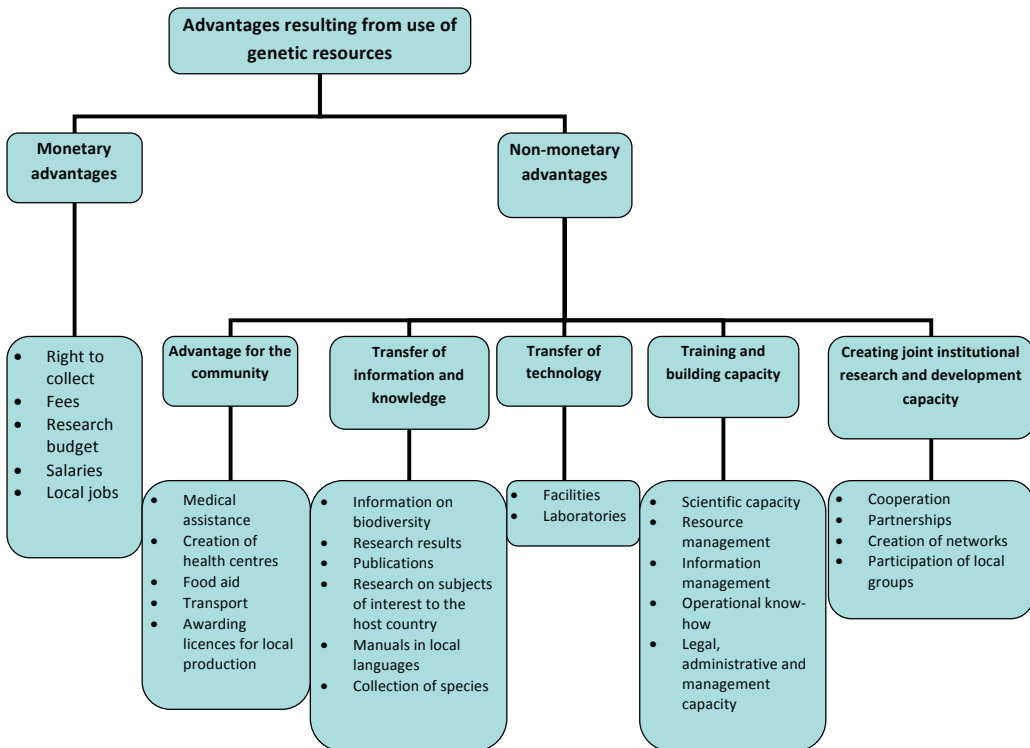 Advantages resulting from use of
genetic resources
Monetary
advantages
Non-monetary
advantages
• Right to
collect
• Fees
• Research
budget
• Salaries
• Local jobs
Advantage for the
community
Transfer of
information and
knowledge
Transfer of
technology
Training and
building capacity
Creating joint institutional
research and development
capacity
• Medical
assistance
• Creation of
health centres
• Food aid
• Transport
• Awarding
licences for local
production
• Information on
biodiversity
• Research results
• Publications
• Research on subjects
of interest to the
host country
• Manuals in local
languages
• Collection of species
• Facilities
• Laboratories
• Scientific capacity
• Resource
management
• Information
management
• Operational know-
how
• Legal,
administrative and
management
capacity
• Cooperation
• Partnerships
• Creation of networks
• Participation of local
groups